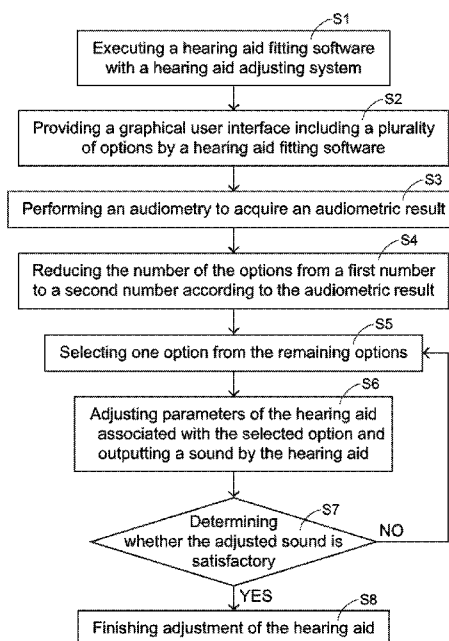 S1
Executing a hearing aid fitting software
with a hearing aid adjusting system
S2
Providing a graphical user interface including a plurality
of options by a hearing aid fitting software
S3
Performing an audiometry to acquire an audiometric result
S4
Reducing the number of the options from a first number
to a second number according to the audiometric result
S5
Selecting one option from the remaining options
S6
Adjusting parameters of the hearing aid
associated with the selected option and
outputting a sound by the hearing aid
S7
Determining
whether the adjusted sound is
satisfactory
NO
YES
S8
Finishing adjustment of the hearing aid